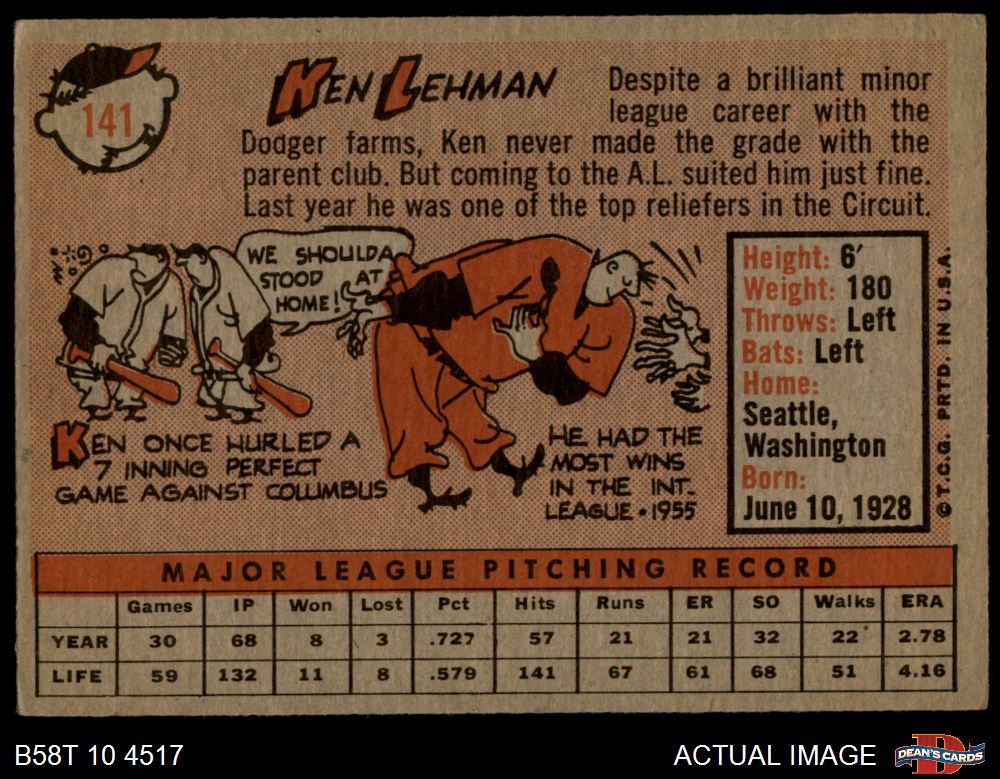 141
KEN LEHMAN
Despite a brilliant minor
league career with the
Dodger farms, Ken never made the grade with the
parent club. But coming to the A.L. suited him just fine.
Last year he was one of the top reliefers in the Circuit.
WE SHOULDA
STOOD AT
HOME!
KEN ONCE HURLED A
7 INNING PERFECT
GAME AGAINST COLUMBUS
HE HAD THE
MOST WINS
IN THE INT.
LEAGUE • 1955
Height: 6'
Weight: 180
Throws: Left
Bats: Left
Home:
Seattle,
Washington
Born:
June 10, 1928
© T.C.G. PRTD. IN U.S.A.
MAJOR LEAGUE PITCHING RECORD
Games IP Won Lost Pct Hits Runs ER SO Walks ERA
YEAR 30 68 8 3 .727 57 21 21 32 22 2.78
LIFE 59 132 11 8 .579 141 67 61 68 51 4.16
B58T 10 4517
ACTUAL IMAGE
D
DEAN'S CARDS